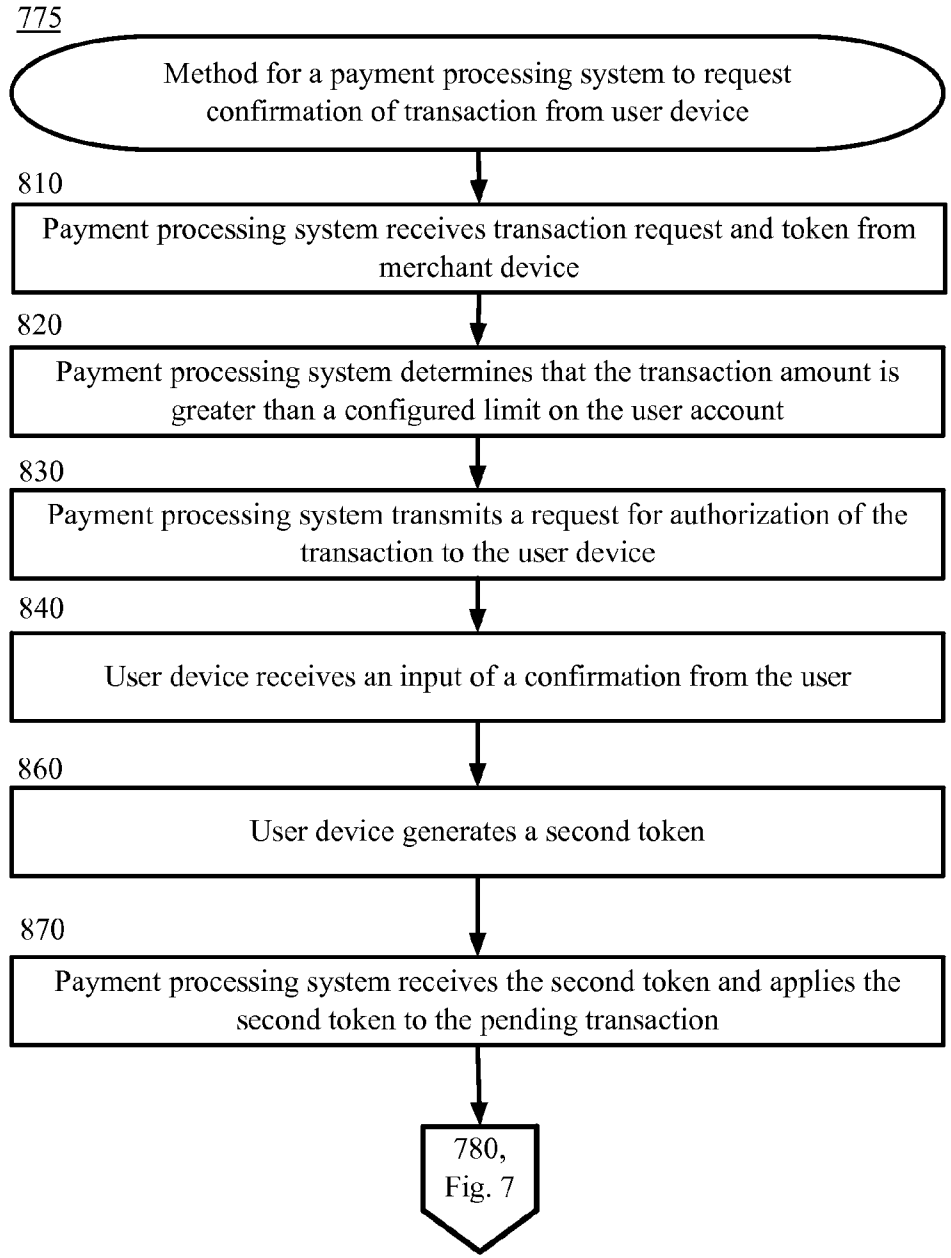 775
Method for a payment processing system to request
confirmation of transaction from user device
810
Payment processing system receives transaction request and token from
merchant device
820
Payment processing system determines that the transaction amount is
greater than a configured limit on the user account
830
Payment processing system transmits a request for authorization of the
transaction to the user device
840
User device receives an input of a confirmation from the user
860
User device generates a second token
870
Payment processing system receives the second token and applies the
second token to the pending transaction
780,
Fig. 7